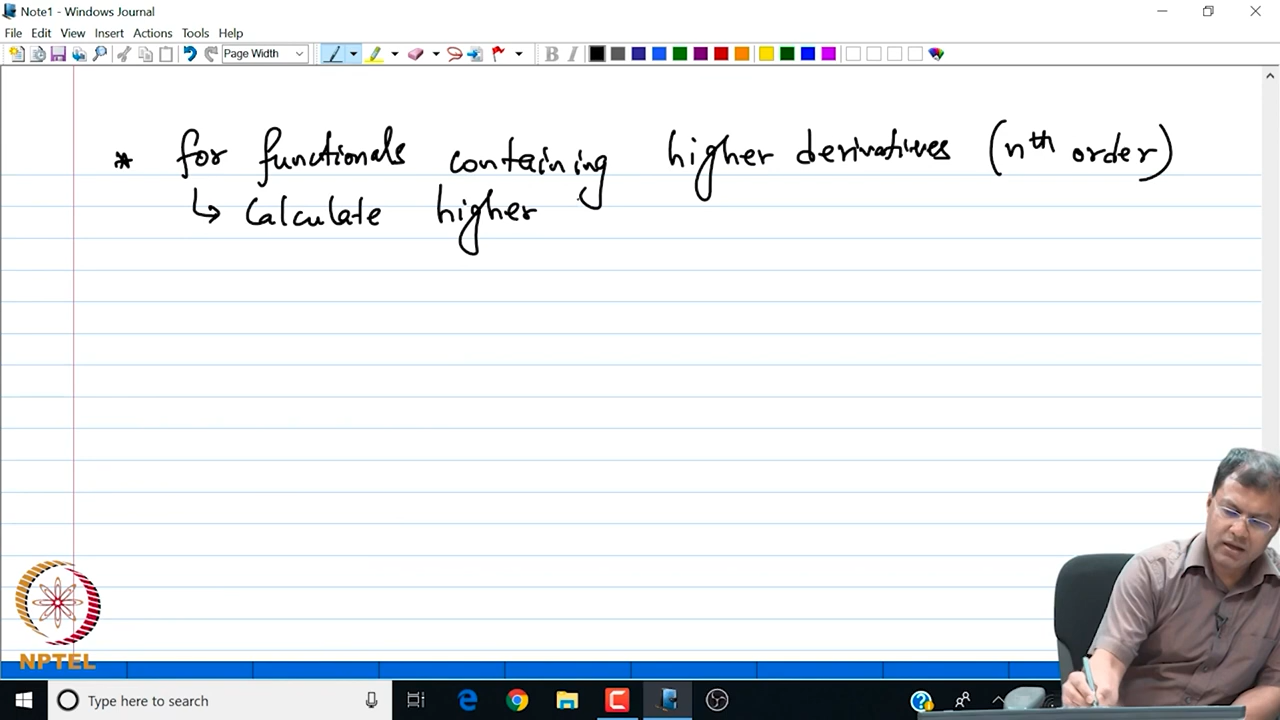 Note1 - Windows Journal
File Edit View Insert Actions Tools Help
Page Width
B I
* for functionals containing higher derivatives (nth order)
↳ Calculate higher
NPTEL
Type here to search